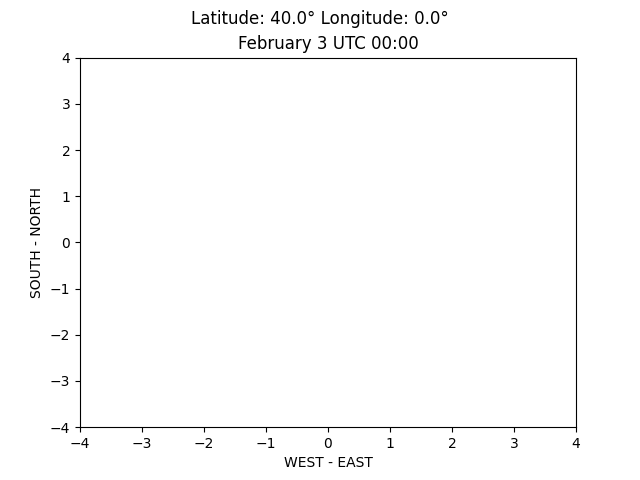 Latitude: 40.0° Longitude: 0.0°
February 3 UTC 00:00
4
3
2
1
0
−1
−2
−3
−4
SOUTH - NORTH
−4 −3 −2 −1 0 1 2 3 4
WEST - EAST